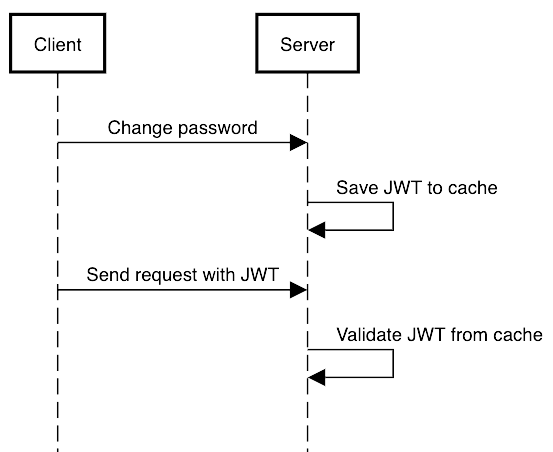 Client
Server
Change password
Save JWT to cache
Send request with JWT
Validate JWT from cache